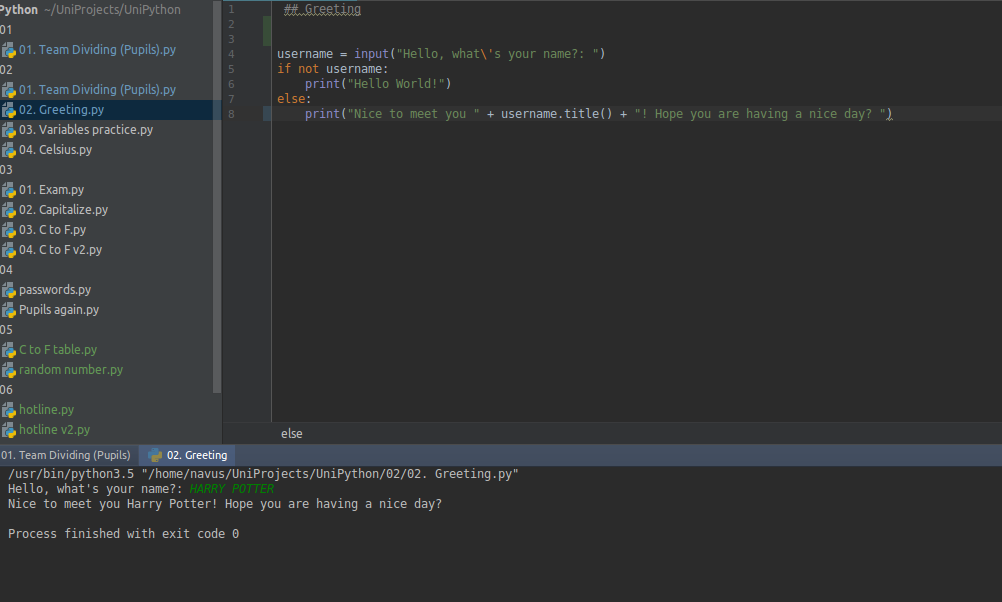 Python ~/UniProjects/UniPython
01
01. Team Dividing (Pupils).py
02
01. Team Dividing (Pupils).py
02. Greeting.py
03. Variables practice.py
04. Celsius.py
03
01. Exam.py
02. Capitalize.py
03. C to F.py
04. C to F v2.py
04
passwords.py
Pupils again.py
05
C to F table.py
random number.py
06
hotline.py
hotline v2.py
1 ## Greeting
2
3
4 username = input("Hello, what\'s your name?: ")
5 if not username:
6 print("Hello World!")
7 else:
8 print("Nice to meet you " + username.title() + "! Hope you are having a nice day? ")
else
01. Team Dividing (Pupils) 02. Greeting
/usr/bin/python3.5 "/home/navus/UniProjects/UniPython/02/02. Greeting.py"
Hello, what's your name?: HARRY POTTER
Nice to meet you Harry Potter! Hope you are having a nice day?
Process finished with exit code 0